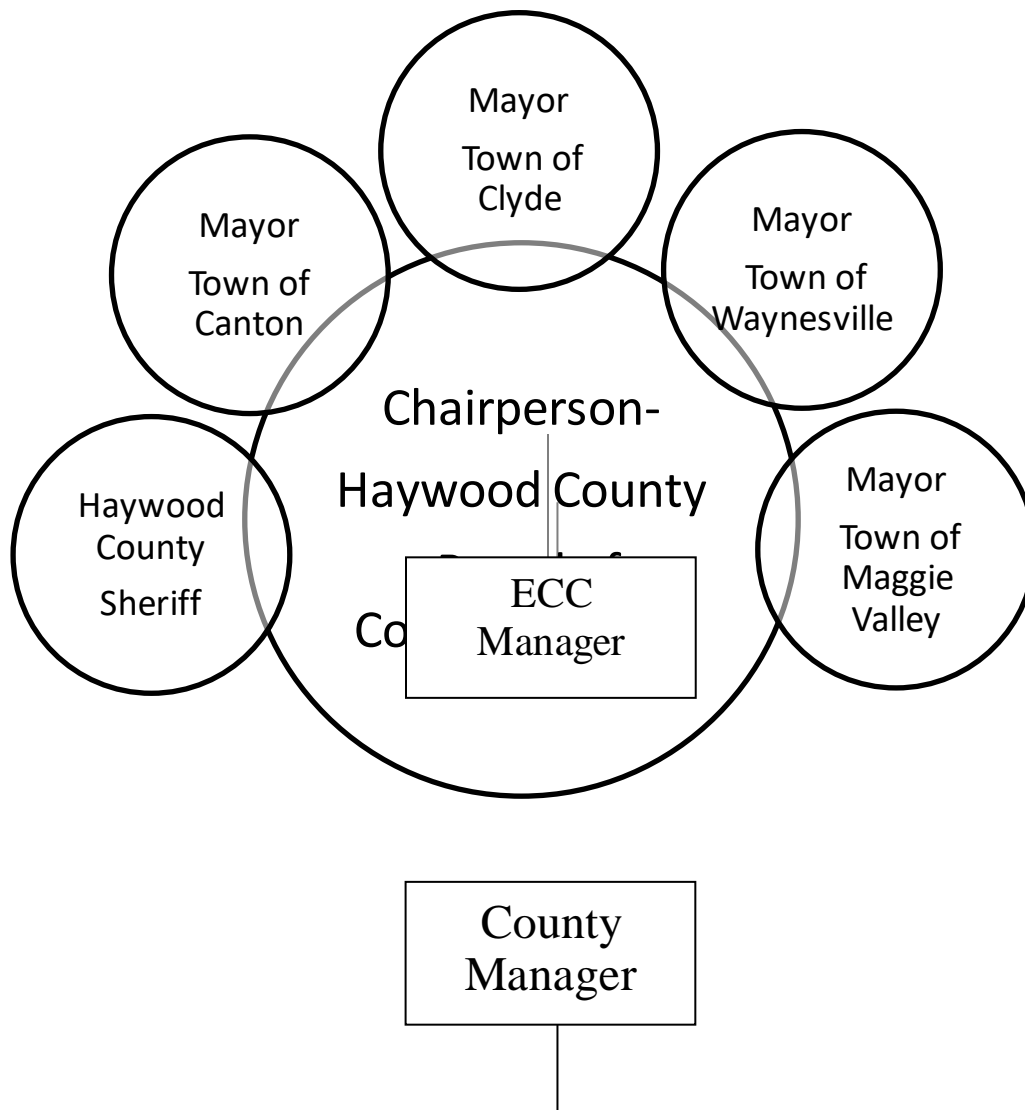 Mayor
Town of
Clyde
Mayor
Town of
Canton
Mayor
Town of
Waynesville
Haywood
County
Sheriff
Mayor
Town of
Maggie
Valley
Chairperson-
Haywood County
ECC
Manager
County
Manager